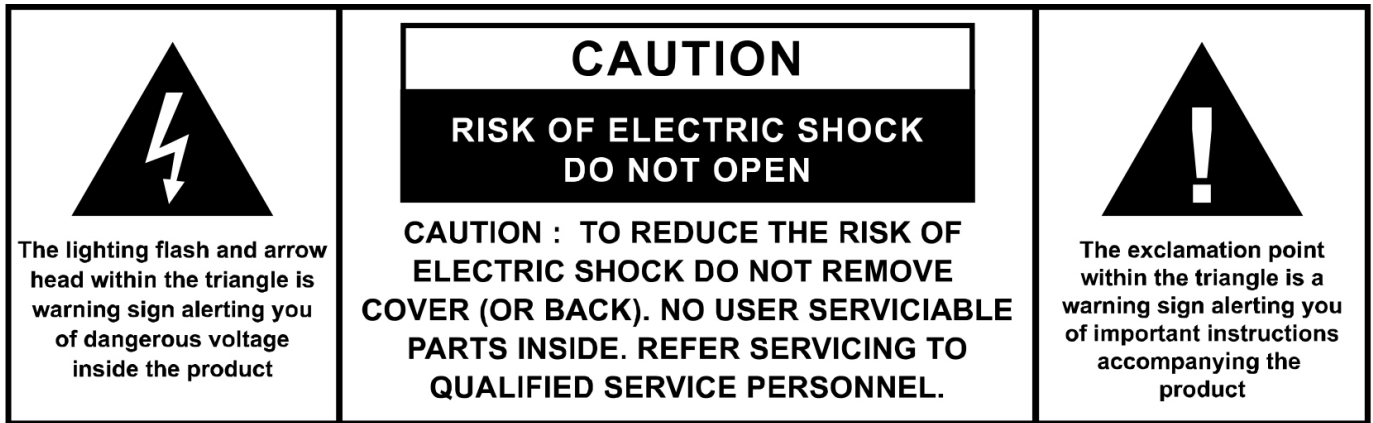 The lighting flash and arrow
head within the triangle is
warning sign alerting you
of dangerous voltage
inside the product
CAUTION
RISK OF ELECTRIC SHOCK
DO NOT OPEN
CAUTION : TO REDUCE THE RISK OF
ELECTRIC SHOCK DO NOT REMOVE
COVER (OR BACK). NO USER SERVICIABLE
PARTS INSIDE. REFER SERVICING TO
QUALIFIED SERVICE PERSONNEL.
!
The exclamation point
within the triangle is a
warning sign alerting you
of important instructions
accompanying the
product